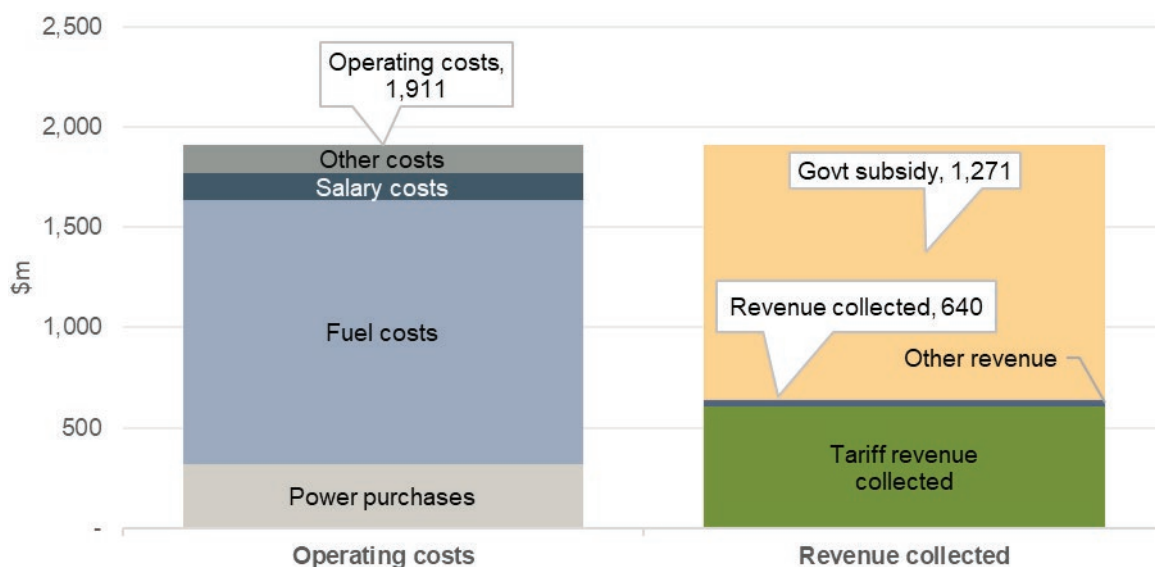 2,500
Operating costs,
1,911
2,000
Other costs
Govt subsidy, 1,271
Salary costs
1,500
$m
Revenue collected, 640
1,000
Fuel costs
Other revenue
500
Tariff revenue
collected
Power purchases
-
Operating costs
Revenue collected